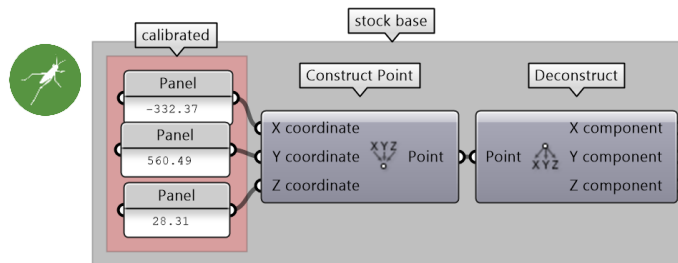 stock base
calibrated
Panel
-332.37
Panel
560.49
Panel
28.31
Construct Point
X coordinate
Y coordinate
Z coordinate
XYZ
Point
Deconstruct
Point
XYZ
X component
Y component
Z component